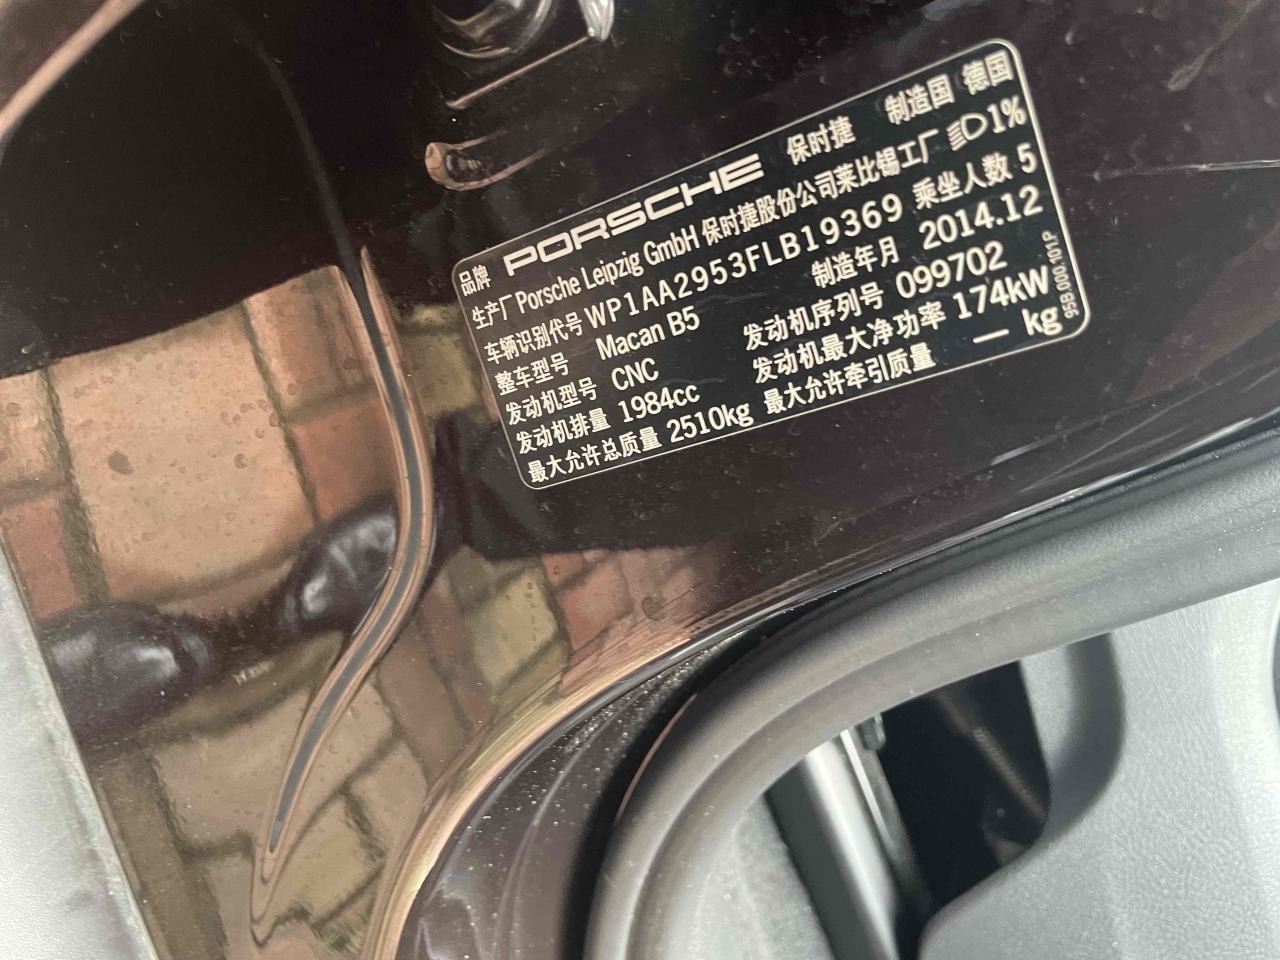 品牌 PORSCHE 保时捷 制造国 德国
生产厂 Porsche Leipzig GmbH 保时捷股份公司莱比锡工厂 1%
车辆识别代号 WP1AA2953FLB19369 乘坐人数 5
整车型号 Macan B5 制造年月 2014.12
发动机型号 CNC 发动机序列号 099702
发动机排量 1984cc 发动机最大净功率 174kW
最大允许总质量 2510kg 最大允许牵引质量 — kg
95B.000.101.P